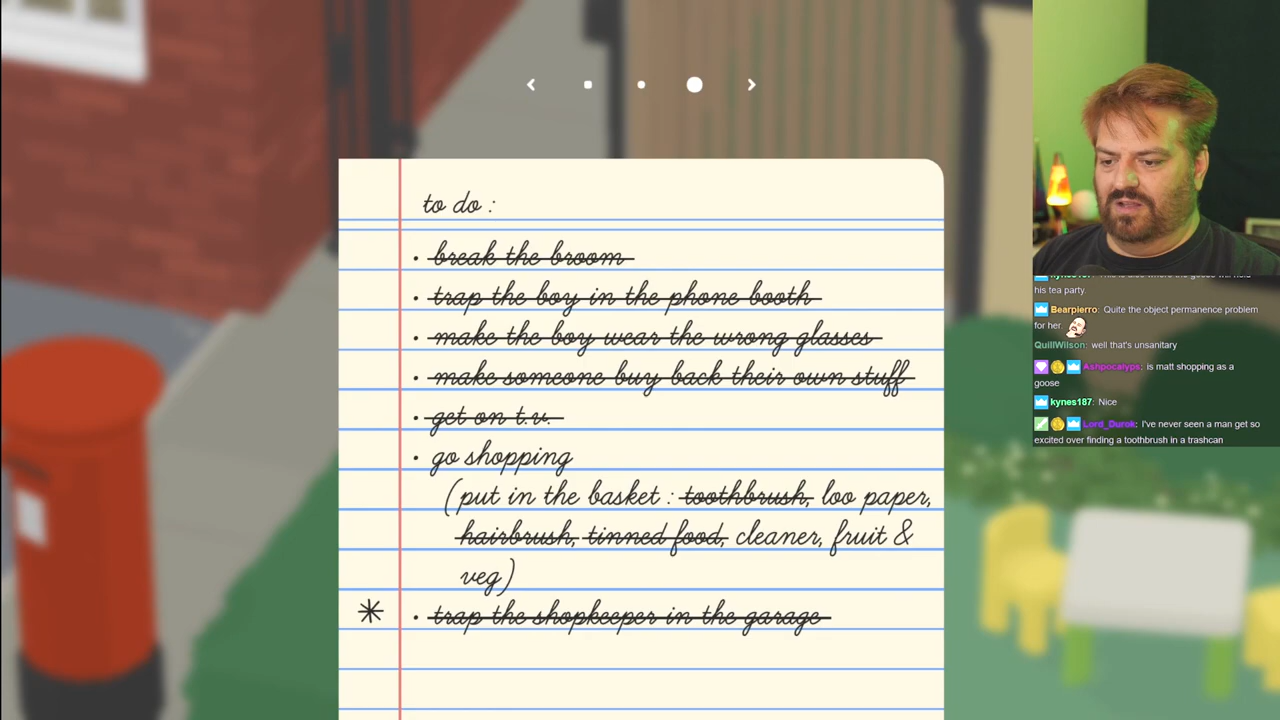 to do :
• break the broom
• trap the boy in the phone booth
• make the boy wear the wrong glasses
• make someone buy back their own stuff
• get on t.v.
• go shopping
(put in the basket : toothbrush, loo paper,
hairbrush, tinned food, cleaner, fruit &
veg)
• trap the shopkeeper in the garage
his tea party.
Bearpierro: Quite the object permanence problem
for her.
QuillWilson: well that's unsanitary
Ashpocalyps: is matt shopping as a
goose
kynes187: Nice
Lord_Durok: I've never seen a man get so
excited over finding a toothbrush in a trashcan